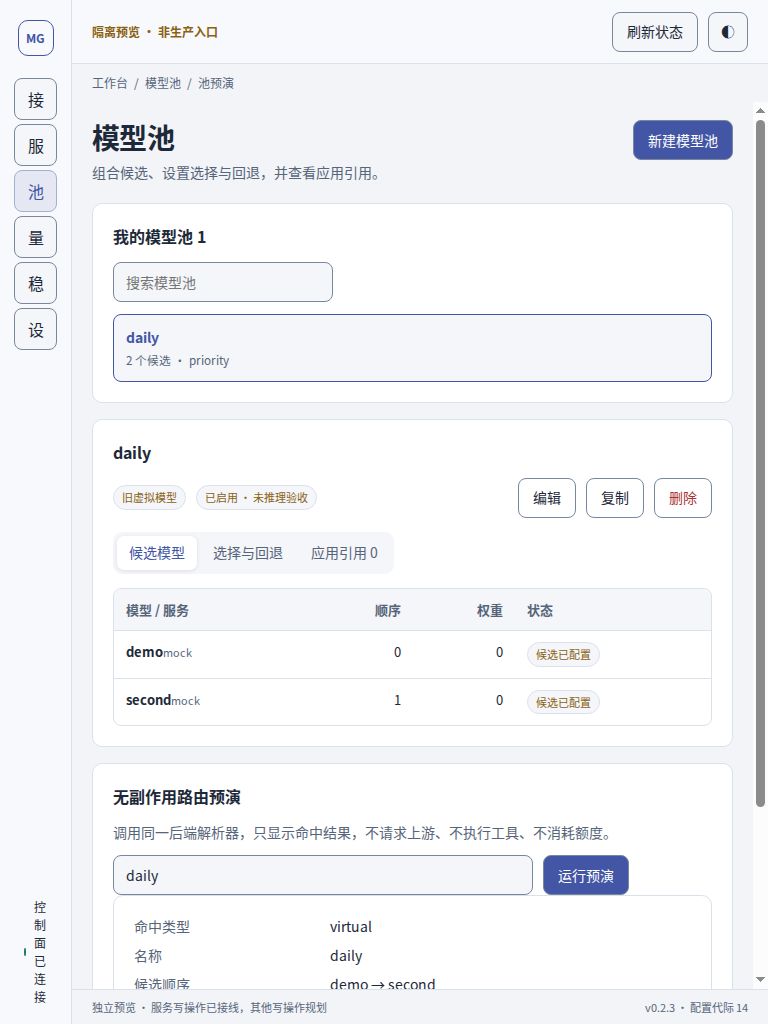 MG
接
服
池
量
稳
设
控制面已连接
隔离预览 · 非生产入口
刷新状态
工作台 / 模型池 / 池预演
模型池
新建模型池
组合候选、设置选择与回退，并查看应用引用。
我的模型池 1
搜索模型池
daily
2 个候选 · priority
daily
旧虚拟模型 已启用 · 未推理验收 编辑 复制 删除
候选模型 选择与回退 应用引用 0
模型 / 服务 顺序 权重 状态
demomock 0 0 候选已配置
secondmock 1 0 候选已配置
无副作用路由预演
调用同一后端解析器，只显示命中结果，不请求上游、不执行工具、不消耗额度。
daily 运行预演
命中类型 virtual
名称 daily
候选顺序 demo → second
独立预览 · 服务写操作已接线，其他写操作规划 v0.2.3 · 配置代际 14